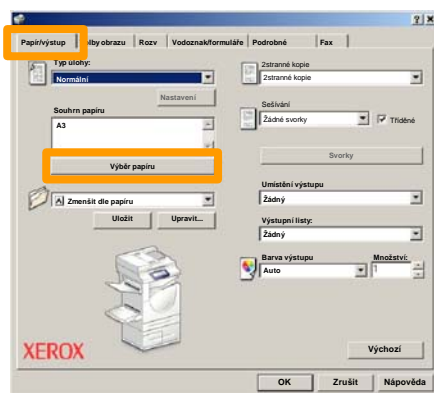 Papír/výstup
lby obrazu
Rozv
Vodoznak/formuláře
Podrobné
Fax
Typ úlohy:
Normální
Nastavení
Souhrn papíru
A3
Výběr papíru
Zmenšit dle papíru
Uložit
Upravit...
XEROX
2stranné kopie
2stranné kopie
Sešívání
Žádné svorky
Tříděné
Svorky
Umístění výstupu
Žádný
Výstupní listy:
Žádný
Barva výstupu
Auto
Množství:
1
Výchozí
OK
Zrušit
Nápověda